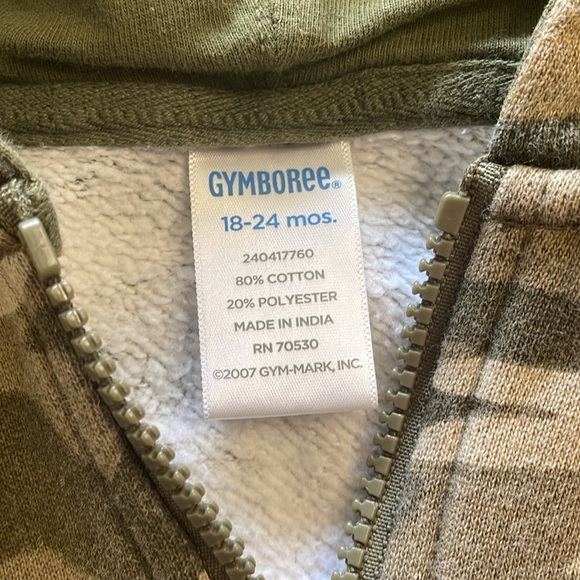 GYMBOREE®
18-24 mos.
240417760
80% COTTON
20% POLYESTER
MADE IN INDIA
RN 70530
©2007 GYM-MARK, INC.